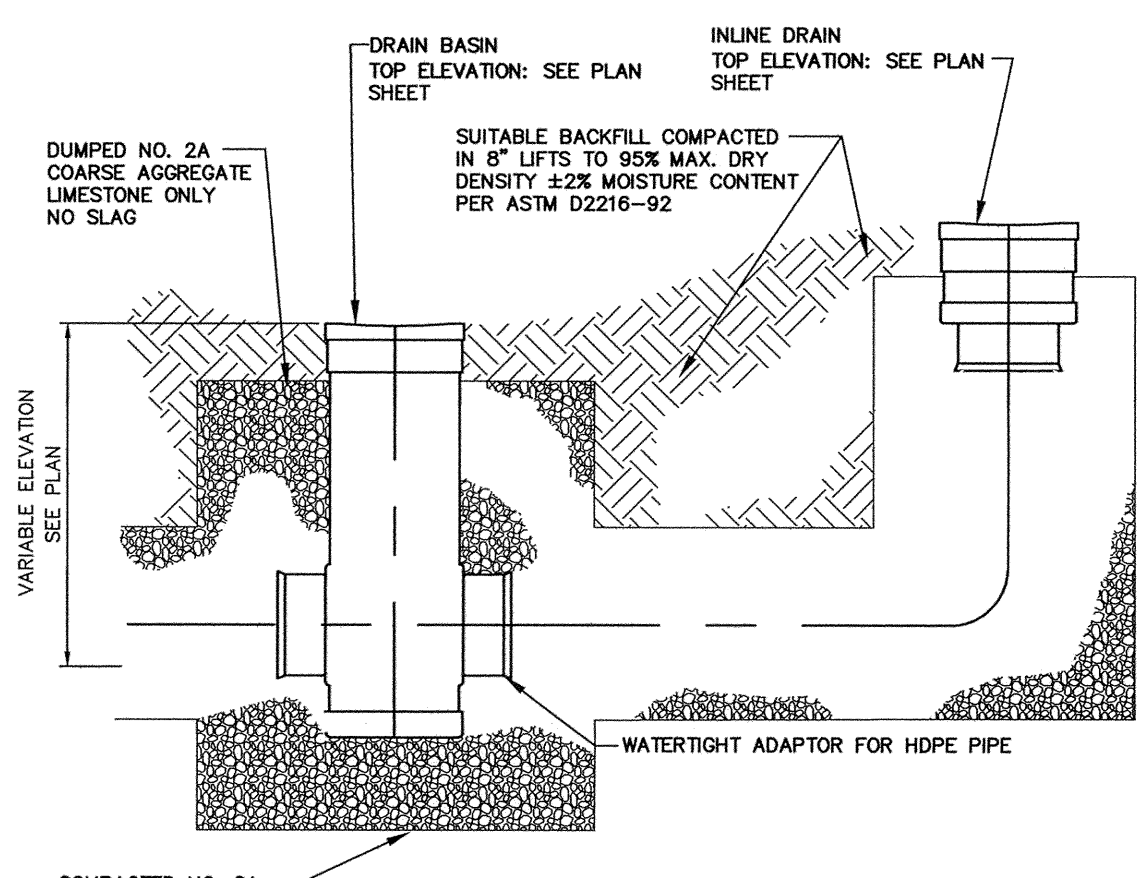 DRAIN BASIN
TOP ELEVATION: SEE PLAN
SHEET
INLINE DRAIN
TOP ELEVATION: SEE PLAN
SHEET
DUMPED NO. 2A
COARSE AGGREGATE
LIMESTONE ONLY
NO SLAG
SUITABLE BACKFILL COMPACTED
IN 8" LIFTS TO 95% MAX. DRY
DENSITY ±2% MOISTURE CONTENT
PER ASTM D2216-92
VARIABLE ELEVATION
SEE PLAN
WATERTIGHT ADAPTOR FOR HDPE PIPE